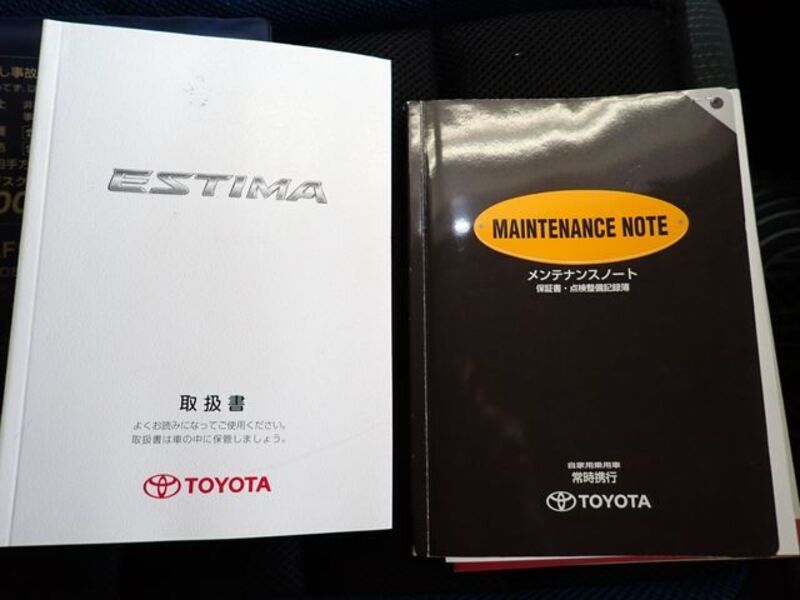 ESTIMA
取扱書
よくお読みになってご使用ください。
取扱書は車の中に保管しましょう。
TOYOTA
MAINTENANCE NOTE
メンテナンスノート
保証書・点検整備記録簿
自家用乗用車
常時携行
TOYOTA